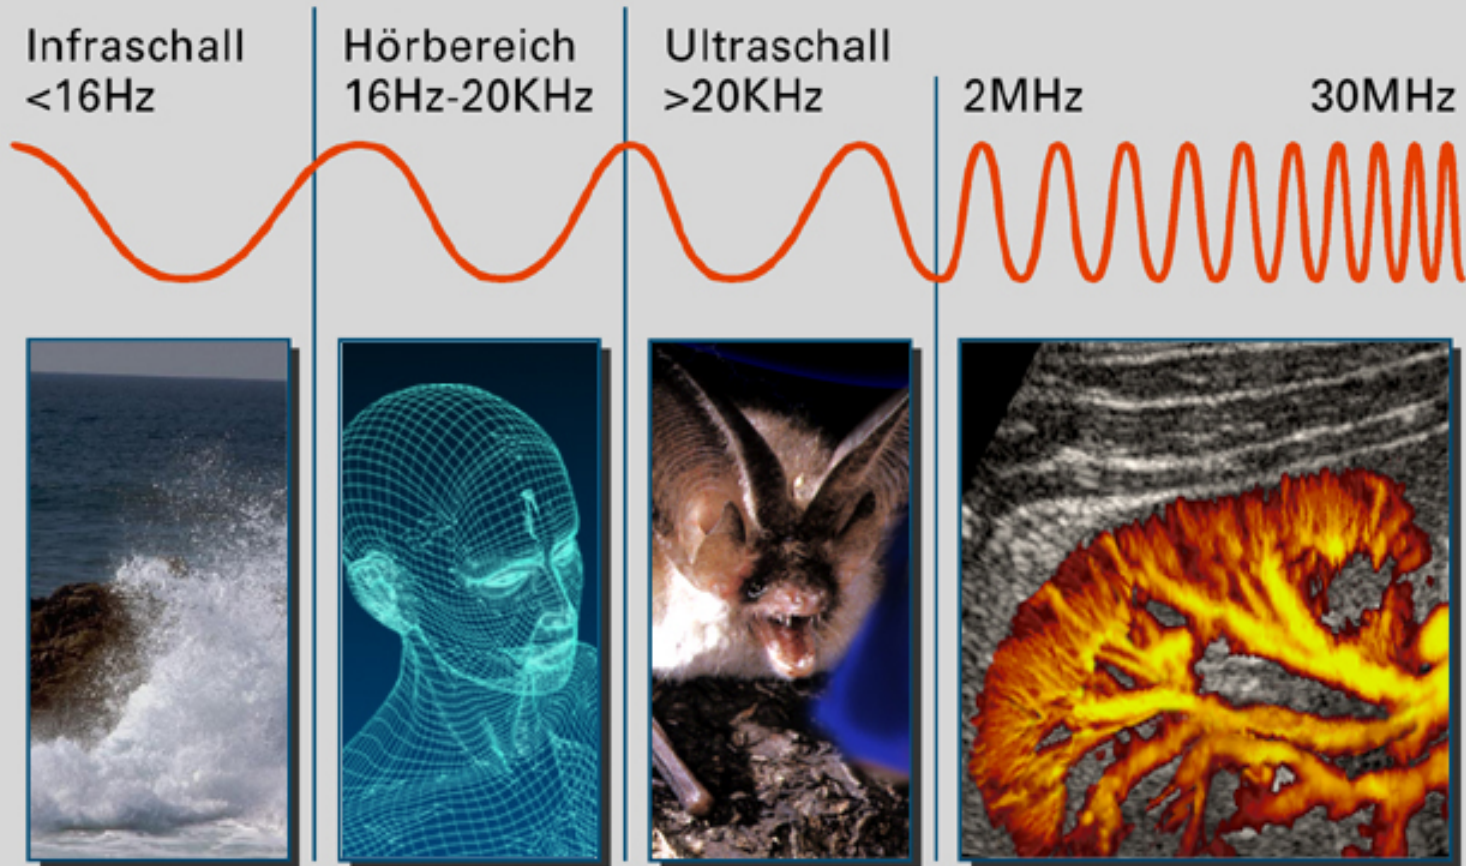 Infraschall
<16Hz
Hörbereich
16Hz-20KHz
Ultraschall
>20KHz
2MHz
30MHz